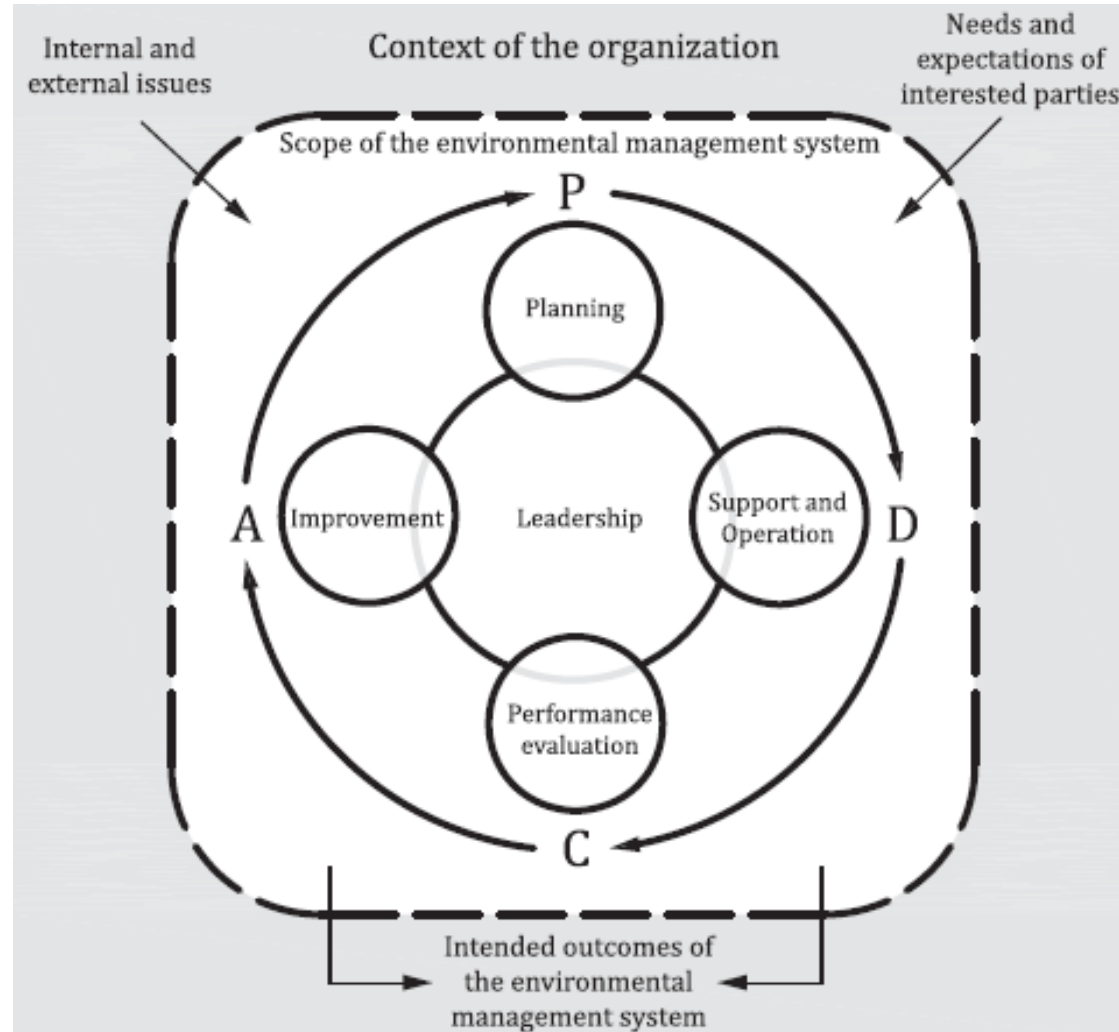 Internal and
external issues
Context of the organization
Needs and
expectations of
interested parties
Scope of the environmental management system
P
Planning
A
Improvement
Leadership
Support and
Operation
D
Performance
evaluation
C
Intended outcomes of
the environmental
management system